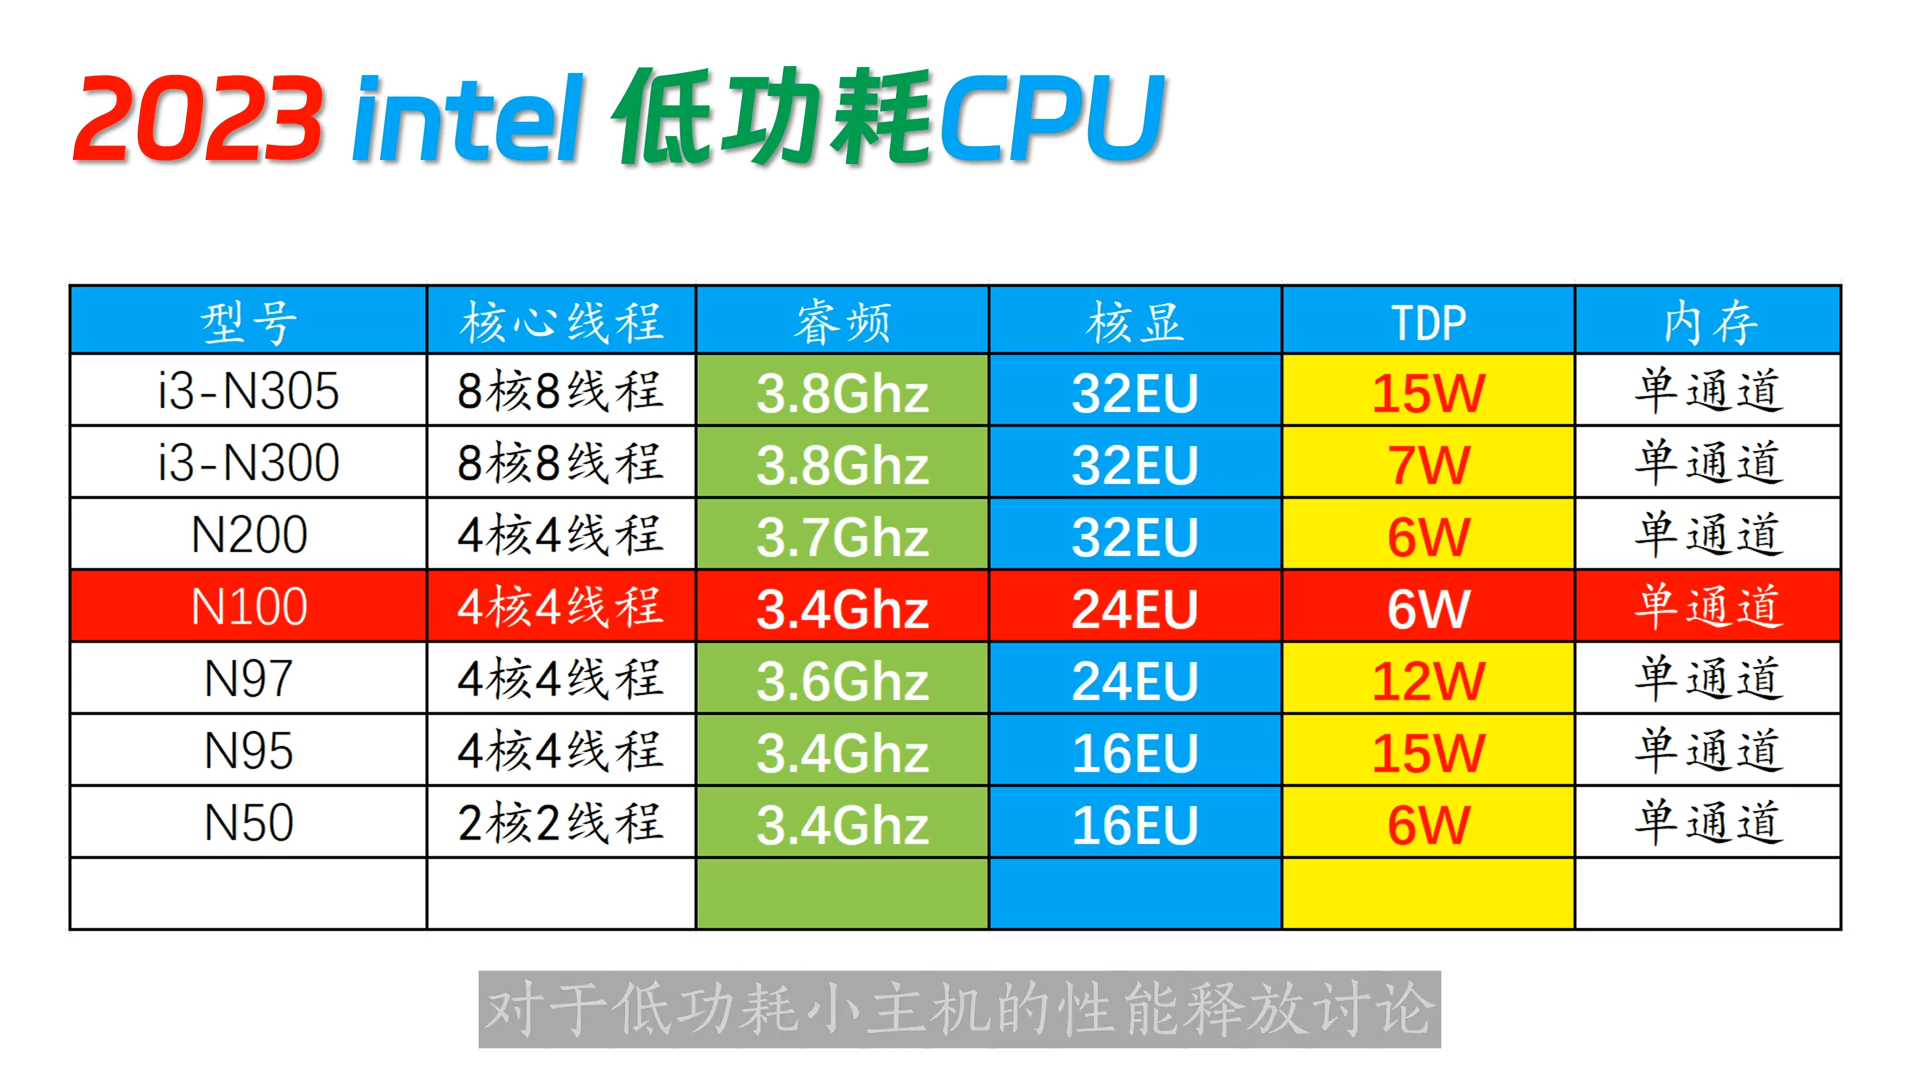 2023 intel 低功耗CPU
型号 核心线程 睿频 核显 TDP 内存
i3-N305 8核8线程 3.8Ghz 32EU 15W 单通道
i3-N300 8核8线程 3.8Ghz 32EU 7W 单通道
N200 4核4线程 3.7Ghz 32EU 6W 单通道
N100 4核4线程 3.4Ghz 24EU 6W 单通道
N97 4核4线程 3.6Ghz 24EU 12W 单通道
N95 4核4线程 3.4Ghz 16EU 15W 单通道
N50 2核2线程 3.4Ghz 16EU 6W 单通道
对于低功耗小主机的性能释放讨论